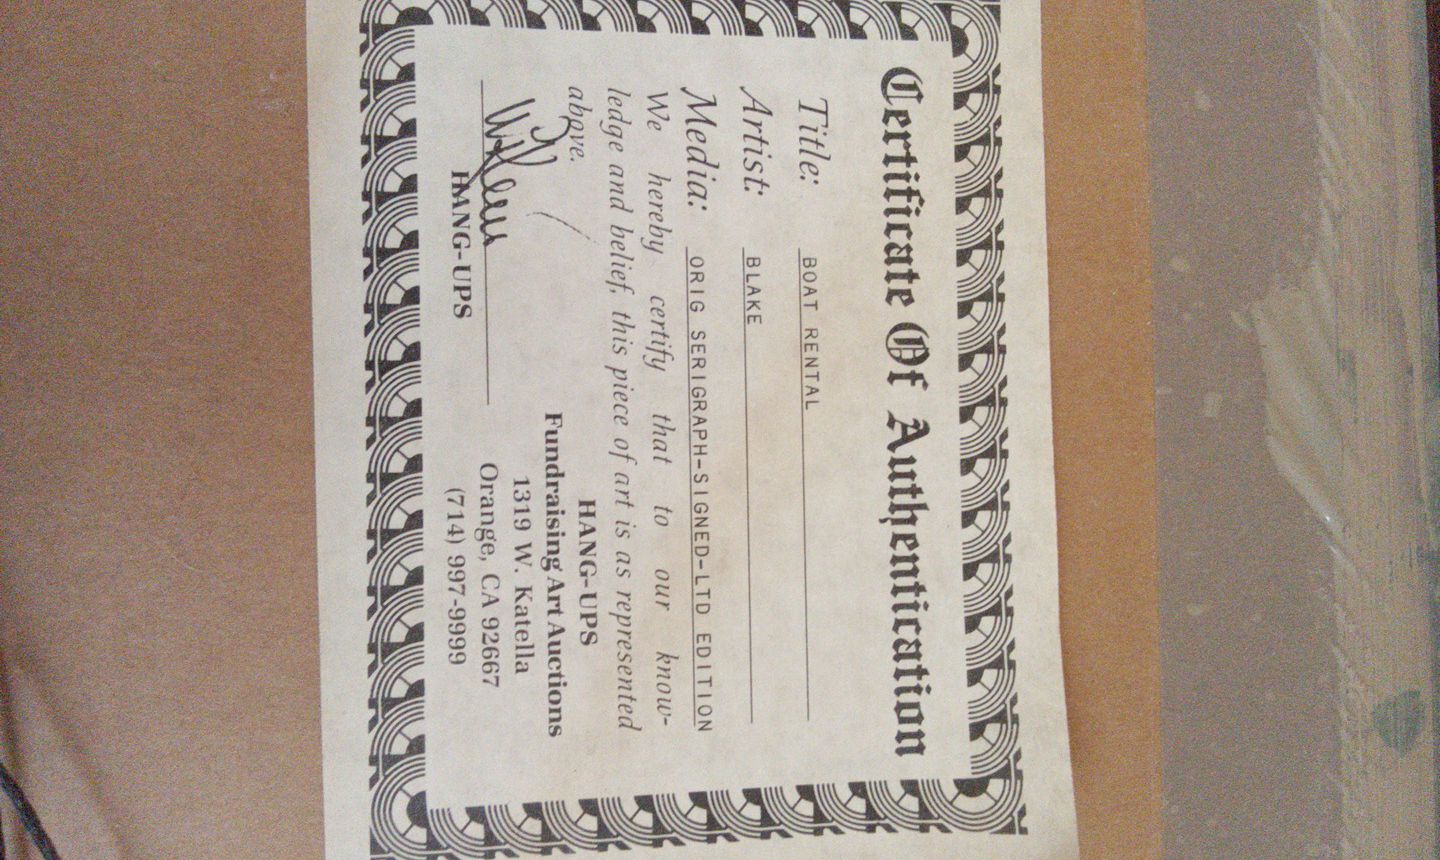 Certificate Of Authentication
Title: BOAT RENTAL
Artist: BLAKE
Media: ORIG SERIGRAPH-SIGNED-LTD EDITION
We hereby certify that to our know-
ledge and belief, this piece of art is as represented
above.
HANG-UPS
HANG-UPS
Fundraising Art Auctions
1319 W. Katella
Orange, CA 92667
(714) 997-9999